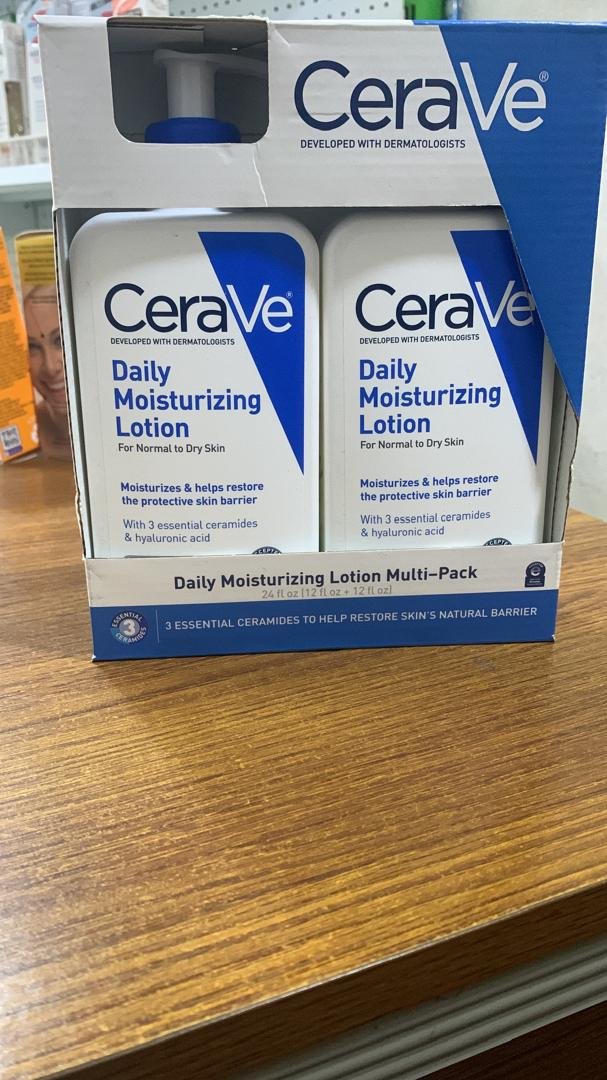 CeraVe®
DEVELOPED WITH DERMATOLOGISTS
CeraVe®
DEVELOPED WITH DERMATOLOGISTS
Daily
Moisturizing
Lotion
For Normal to Dry Skin
Moisturizes & helps restore
the protective skin barrier
With 3 essential ceramides
& hyaluronic acid
CeraVe
DEVELOPED WITH DERMATOLOGISTS
Daily
Moisturizing
Lotion
For Normal to Dry Skin
Moisturizes & helps restore
the protective skin barrier
With 3 essential ceramides
& hyaluronic acid
Daily Moisturizing Lotion Multi–Pack
24 fl oz (12 fl oz + 12 fl oz)
ESSENTIAL
3
CERAMIDES
3 ESSENTIAL CERAMIDES TO HELP RESTORE SKIN'S NATURAL BARRIER